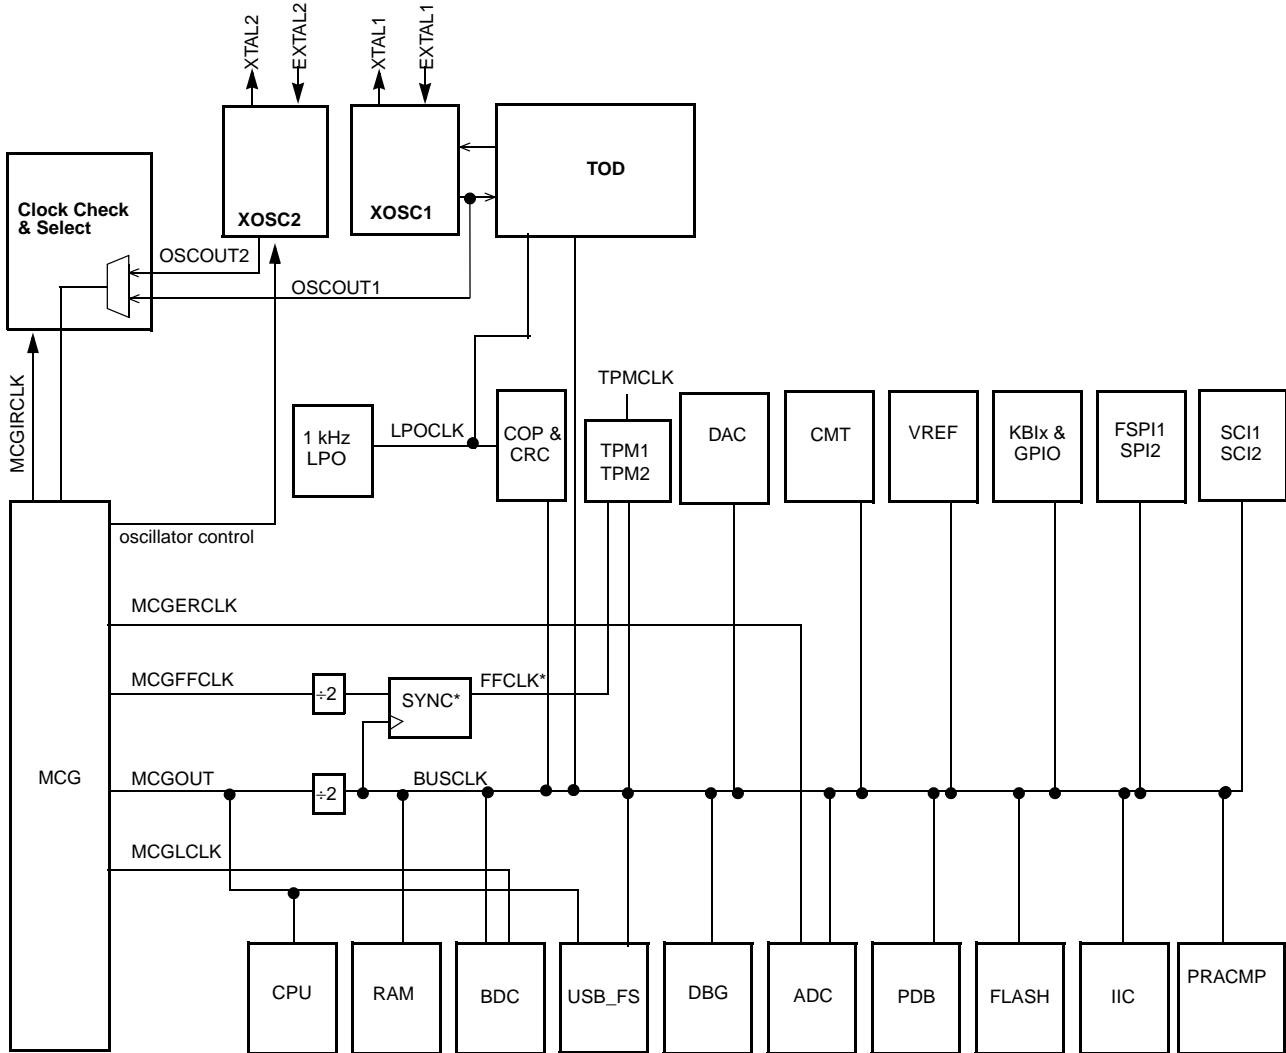 XTAL2
EXTAL2
XTAL1
EXTAL1
Clock Check
& Select
XOSC2
XOSC1
TOD
OSCOUT2
OSCOUT1
MCGIRCLK
TPMCLK
1 kHz
LPO
LPOCLK
COP &
CRC
TPM1
TPM2
DAC
CMT
VREF
KBIx &
GPIO
FSPI1
SPI2
SCI1
SCI2
oscillator control
MCGERCLK
MCGFFCLK
÷2
SYNC*
FFCLK*
MCG
MCGOUT
÷2
BUSCLK
MCGLCLK
CPU
RAM
BDC
USB_FS
DBG
ADC
PDB
FLASH
IIC
PRACMP